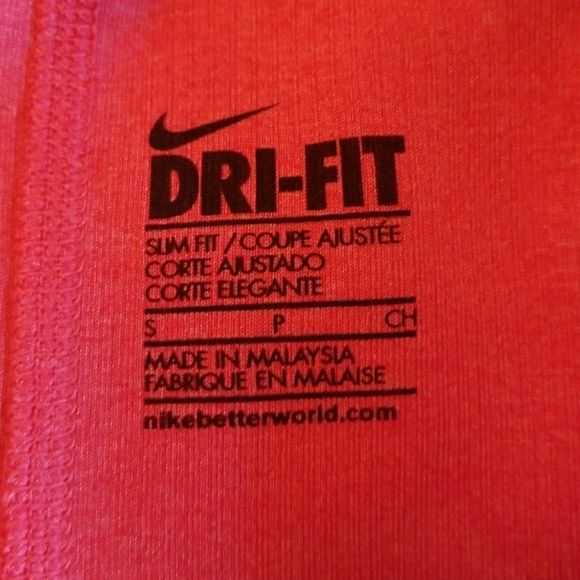 DRI-FIT
SLIM FIT / COUPE AJUSTÉE
CORTE AJUSTADO
CORTE ELEGANTE
S P CH
MADE IN MALAYSIA
FABRIQUE EN MALAISE
nikebetterworld.com